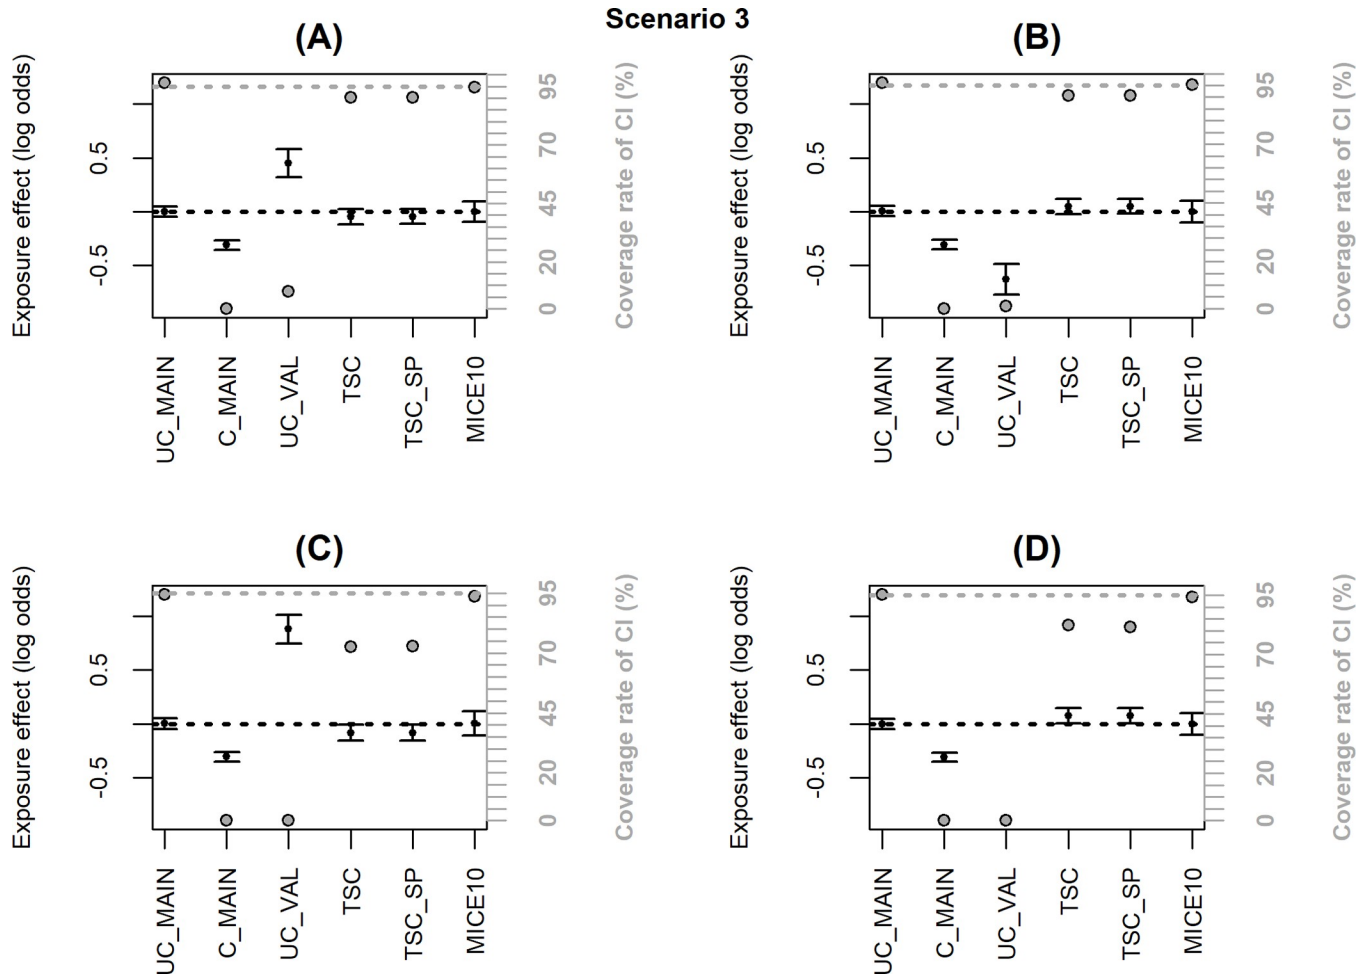 Scenario 3
(A)
Exposure effect (log odds)
0.5
-0.5
95
70
45
20
0
Coverage rate of CI (%)
UC_MAIN
C_MAIN
UC_VAL
TSC
TSC_SP
MICE10
(B)
Exposure effect (log odds)
0.5
-0.5
95
70
45
20
0
Coverage rate of CI (%)
UC_MAIN
C_MAIN
UC_VAL
TSC
TSC_SP
MICE10
(C)
Exposure effect (log odds)
0.5
-0.5
95
70
45
20
0
Coverage rate of CI (%)
UC_MAIN
C_MAIN
UC_VAL
TSC
TSC_SP
MICE10
(D)
Exposure effect (log odds)
0.5
-0.5
95
70
45
20
0
Coverage rate of CI (%)
UC_MAIN
C_MAIN
UC_VAL
TSC
TSC_SP
MICE10